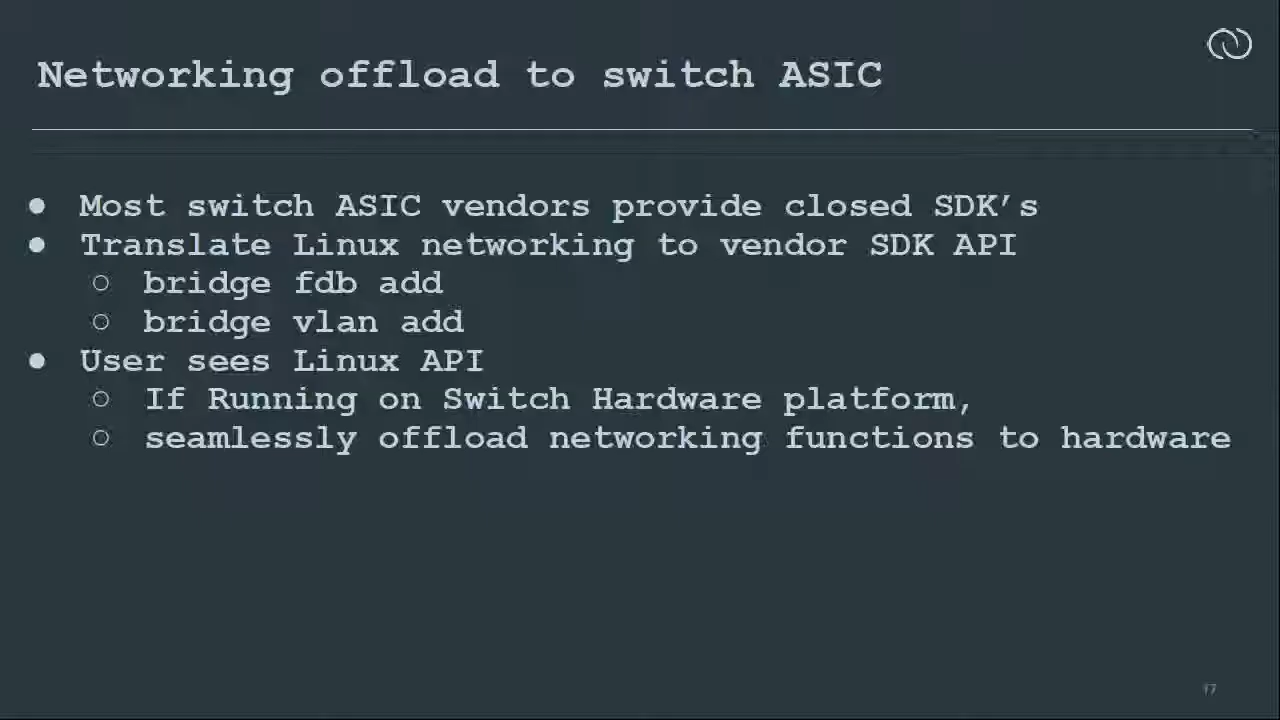 Networking offload to switch ASIC
● Most switch ASIC vendors provide closed SDK’s
● Translate Linux networking to vendor SDK API
○ bridge fdb add
○ bridge vlan add
● User sees Linux API
○ If Running on Switch Hardware platform,
○ seamlessly offload networking functions to hardware
17